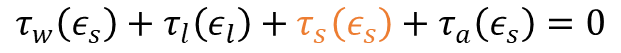 τ_w(ϵ_s) + τ_l(ϵ_l) + τ_s(ϵ_s) + τ_a(ϵ_s) = 0